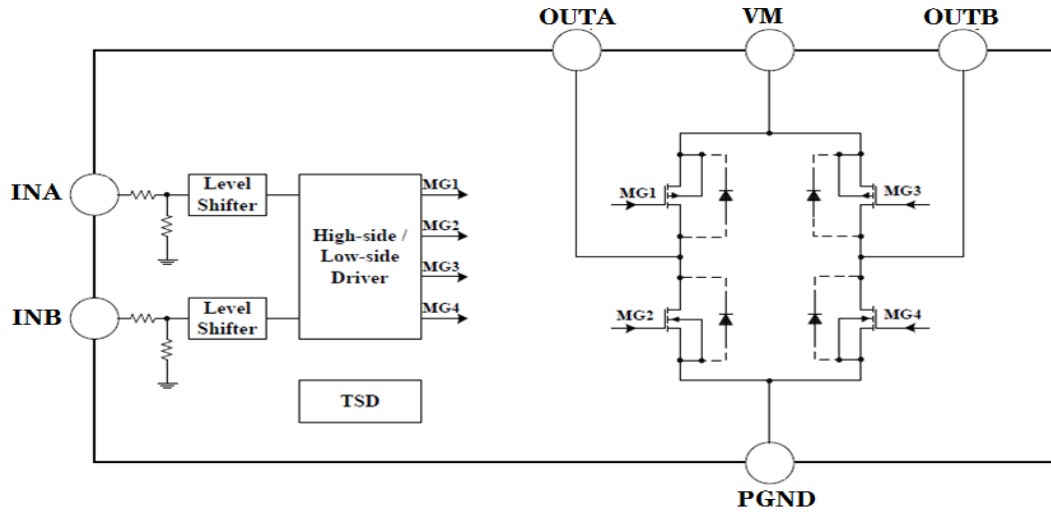 OUTA
VM
OUTB
INA
Level
Shifter
High-side /
Low-side
Driver
MG1
MG2
MG3
MG4
INB
Level
Shifter
TSD
MG1
MG3
MG2
MG4
PGND